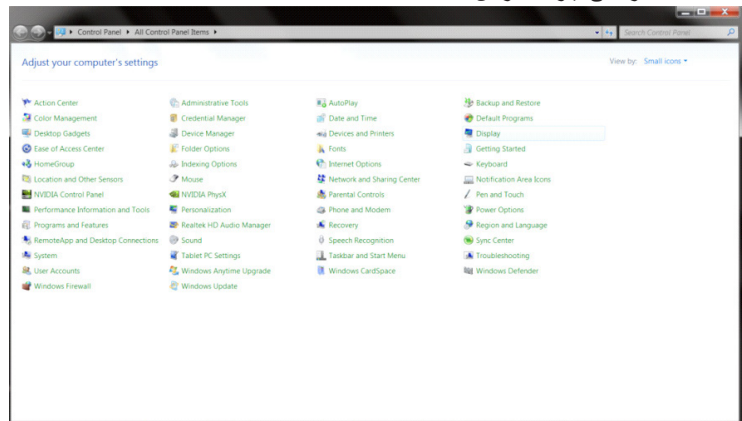 Control Panel ▸ All Control Panel Items ▸
Search Control Panel
Adjust your computer's settings
View by: Small icons
Action Center
Administrative Tools
AutoPlay
Backup and Restore
Color Management
Credential Manager
Date and Time
Default Programs
Desktop Gadgets
Device Manager
Devices and Printers
Display
Ease of Access Center
Folder Options
Fonts
Getting Started
HomeGroup
Indexing Options
Internet Options
Keyboard
Location and Other Sensors
Mouse
Network and Sharing Center
Notification Area Icons
NVIDIA Control Panel
NVIDIA PhysX
Parental Controls
Pen and Touch
Performance Information and Tools
Personalization
Phone and Modem
Power Options
Programs and Features
Realtek HD Audio Manager
Recovery
Region and Language
RemoteApp and Desktop Connections
Sound
Speech Recognition
Sync Center
System
Tablet PC Settings
Taskbar and Start Menu
Troubleshooting
User Accounts
Windows Anytime Upgrade
Windows CardSpace
Windows Defender
Windows Firewall
Windows Update